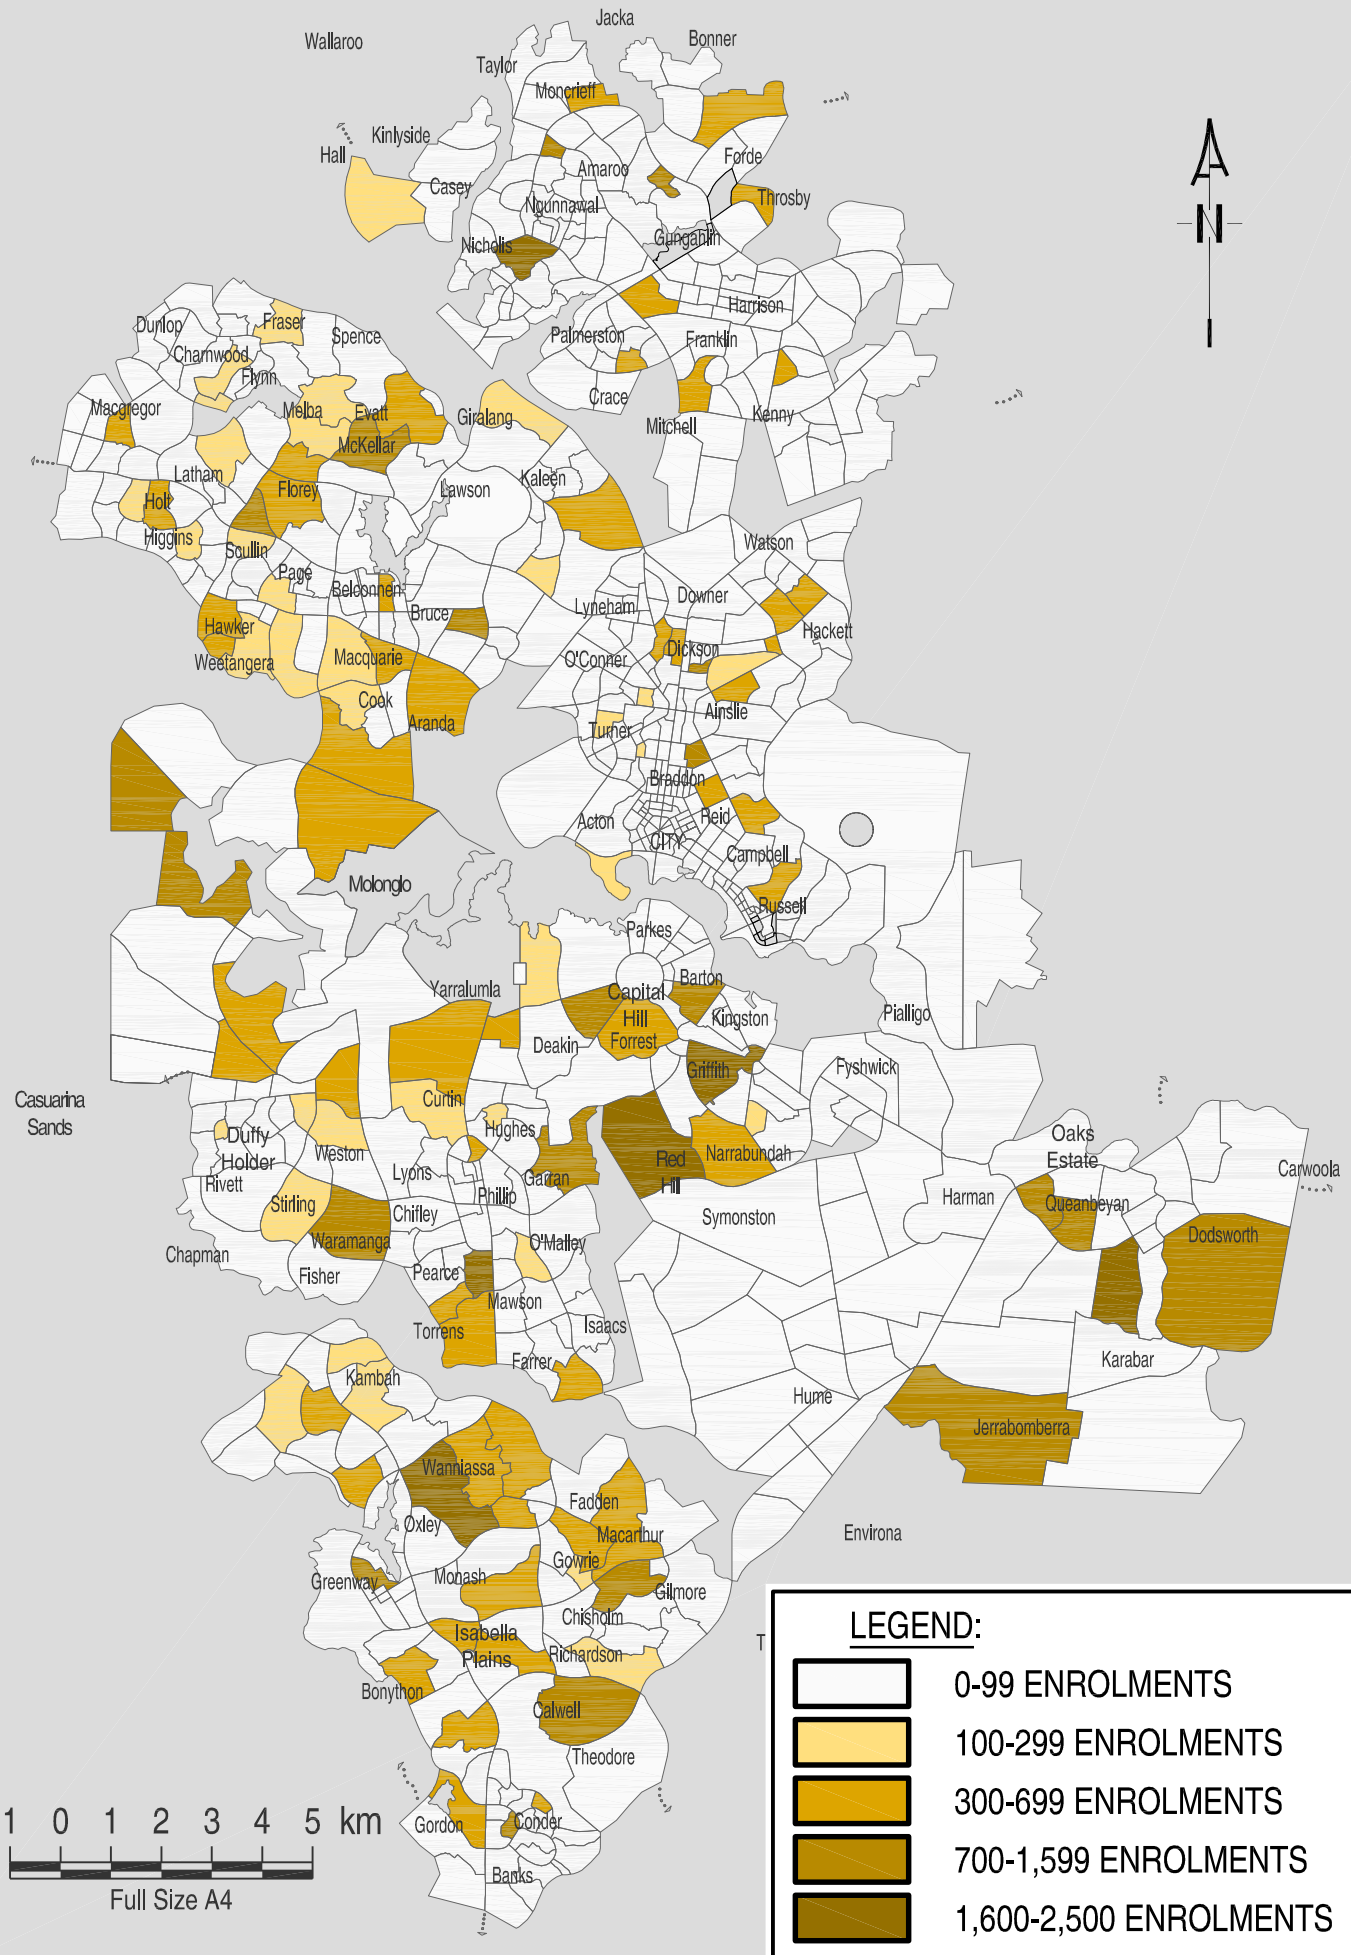 Jacka
Wallaroo
Bonner
Taylor
Moncrieff
Kinlyside
Hall
Forde
Amaroo
Casey
Throsby
Ngunnawal
Gungahlin
Nicholls
N
Harrison
Fraser
Dunlop
Spence
Palmerston
Franklin
Charnwood
Flynn
Crace
Macgregor
Melba
Evatt
Giralang
Kenny
Mitchell
McKellar
Latham
Kaleen
Florey
Lawson
Holt
Higgins
Watson
Scullin
Page
Belconnen
Downer
Lyneham
Bruce
Hawker
Hackett
Dickson
Weetangera
Macquarie
O'Conner
Cook
Ainslie
Aranda
Turner
Braddon
Reid
Acton
CITY
Campbell
Molonglo
Russell
Parkes
Barton
Yarralumla
Capital
Hill
Kingston
Pialligo
Deakin
Forrest
Fyshwick
Griffith
Casuarina
Sands
Curtin
Hughes
Duffy
Oaks
Estate
Weston
Narrabundah
Holder
Red
Hill
Carwoola
Lyons
Garran
Rivett
Phillip
Harman
Stirling
Queanbeyan
Chifley
Symonston
Waramanga
O'Malley
Dodsworth
Chapman
Pearce
Fisher
Mawson
Torrens
Isaacs
Farrer
Karabar
Kambah
Hume
Jerrabomberra
Wanniassa
Fadden
Oxley
Macarthur
Environa
Gowrie
Greenway
Monash
Gilmore
Chisholm
Isabella
Plains
Richardson
T
Bonython
Calwell
Theodore
Gordon
Conder
Banks
1 0 1 2 3 4 5 km
Full Size A4
LEGEND:
0-99 ENROLMENTS
100-299 ENROLMENTS
300-699 ENROLMENTS
700-1,599 ENROLMENTS
1,600-2,500 ENROLMENTS